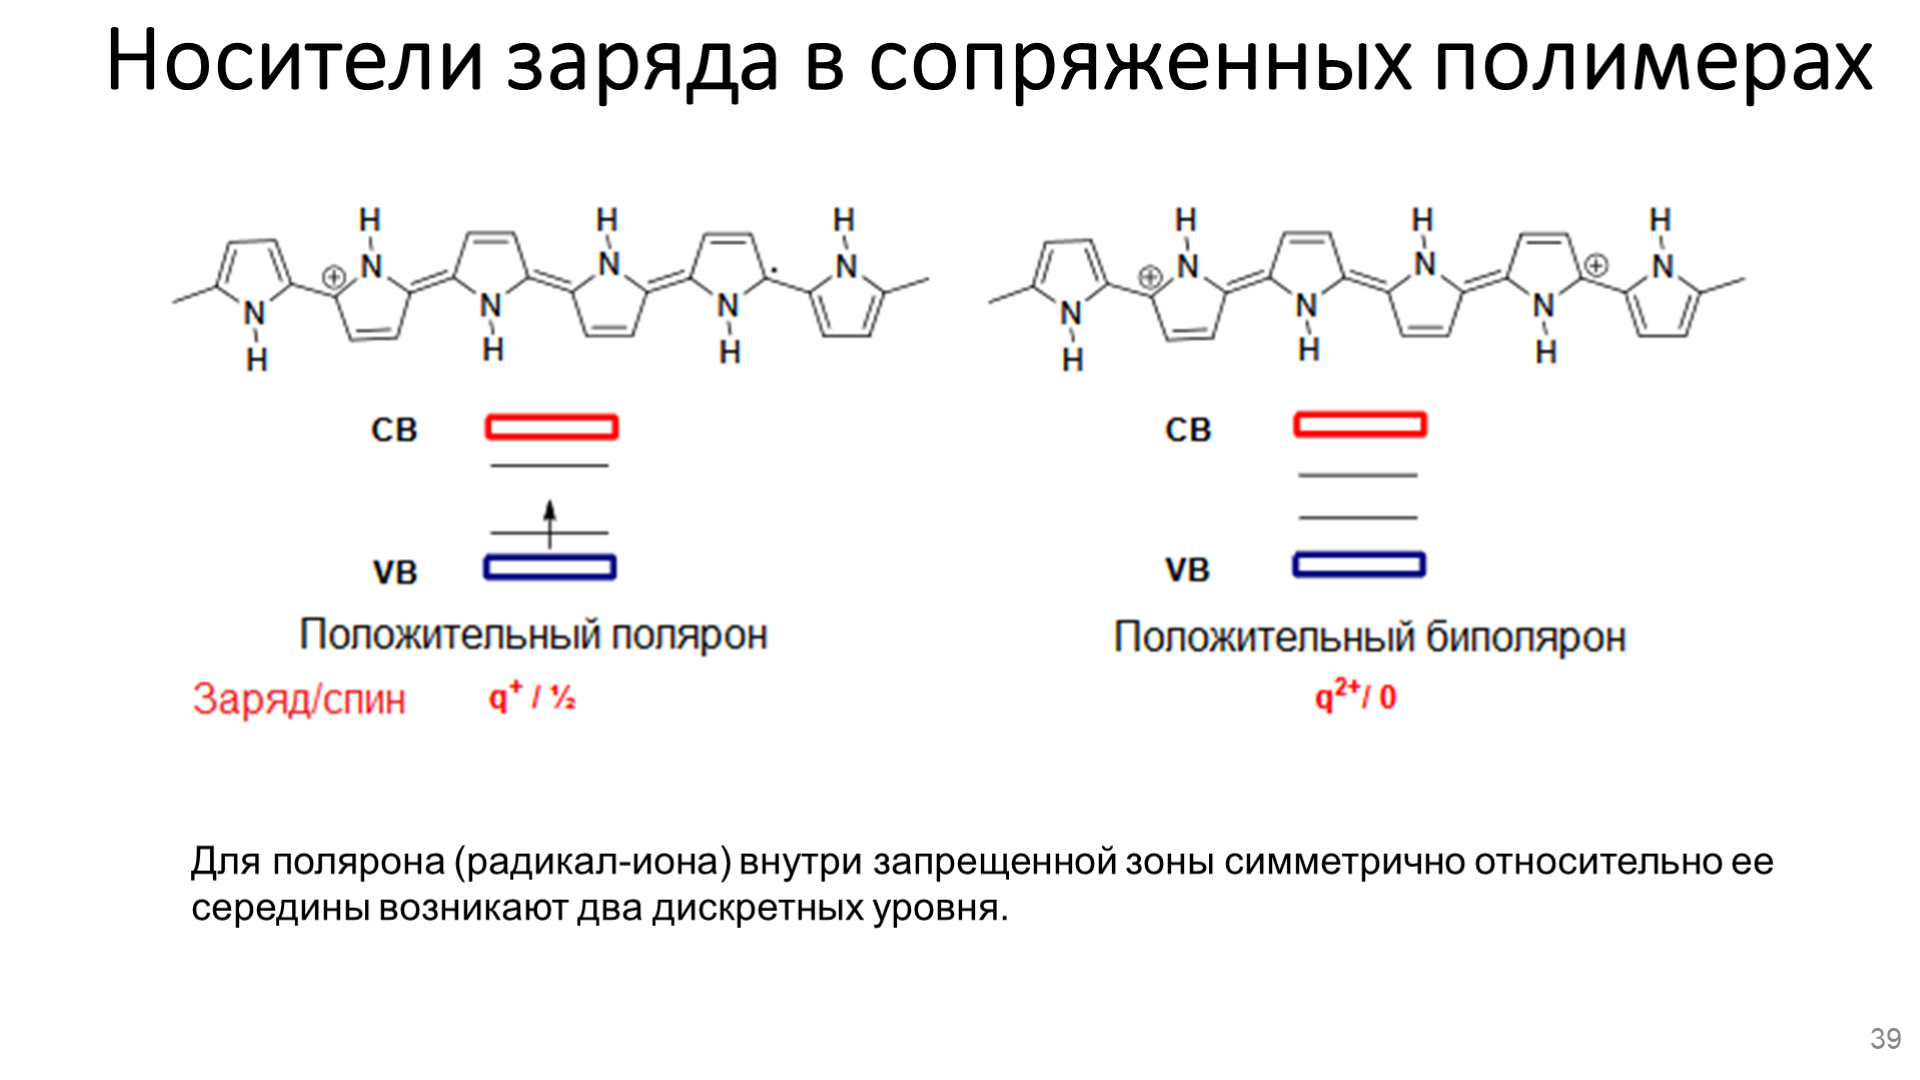 Носители заряда в сопряженных полимерах
H H H H H H
N ⊕ N N N N · N
N ⊕ N N N N ⊕ N
H H H H H H
CB CB
VB VB
Положительный полярон Положительный биполярон
Заряд/спин q⁺ / ½ q²⁺/ 0
Для полярона (радикал-иона) внутри запрещенной зоны симметрично относительно ее
середины возникают два дискретных уровня.
39